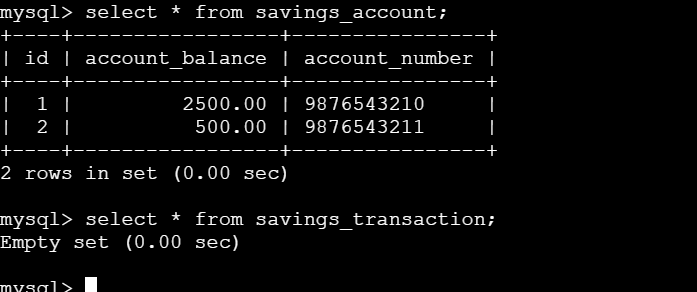 mysql> select * from savings_account;
+----+-----------------+----------------+
| id | account_balance | account_number |
+----+-----------------+----------------+
|  1 |         2500.00 | 9876543210     |
|  2 |          500.00 | 9876543211     |
+----+-----------------+----------------+
2 rows in set (0.00 sec)
mysql> select * from savings_transaction;
Empty set (0.00 sec)
mysql>